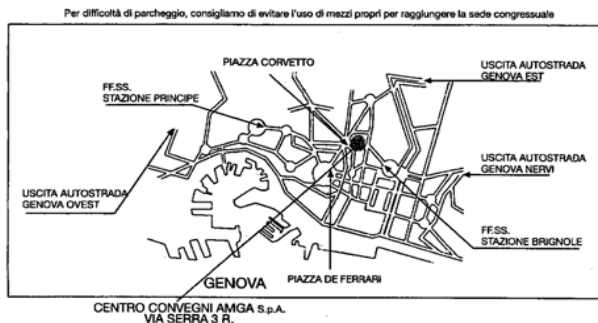 Per difficoltà di parcheggio, consigliamo di evitare l'uso di mezzi propri per raggiungere la sede congressuale
PIAZZA CORVETTO
USCITA AUTOSTRADA
GENOVA EST
FF.SS.
STAZIONE PRINCIPE
USCITA AUTOSTRADA
GENOVA NERVI
USCITA AUTOSTRADA
GENOVA OVEST
FF.SS.
STAZIONE BRIGNOLE
GENOVA
PIAZZA DE FERRARI
CENTRO CONVEGNI AMGA S.p.A.
VIA SERRA 3 R.